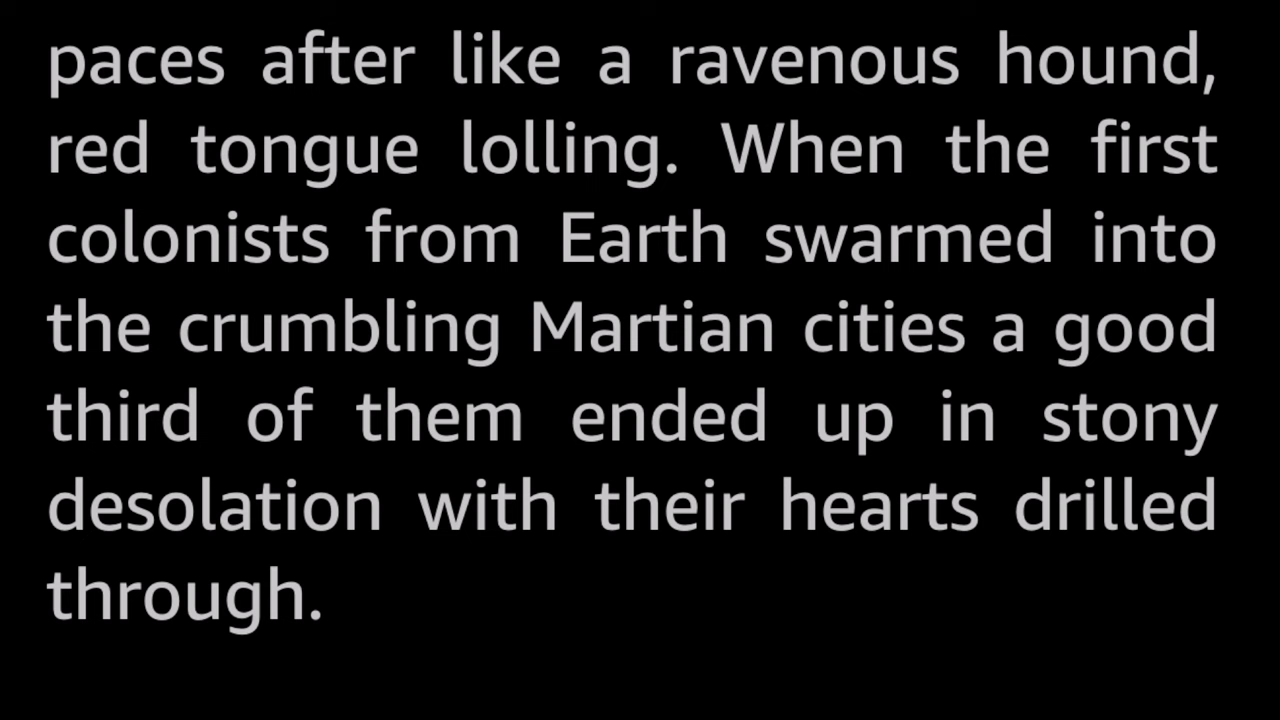 paces after like a ravenous hound,
red tongue lolling. When the first
colonists from Earth swarmed into
the crumbling Martian cities a good
third of them ended up in stony
desolation with their hearts drilled
through.